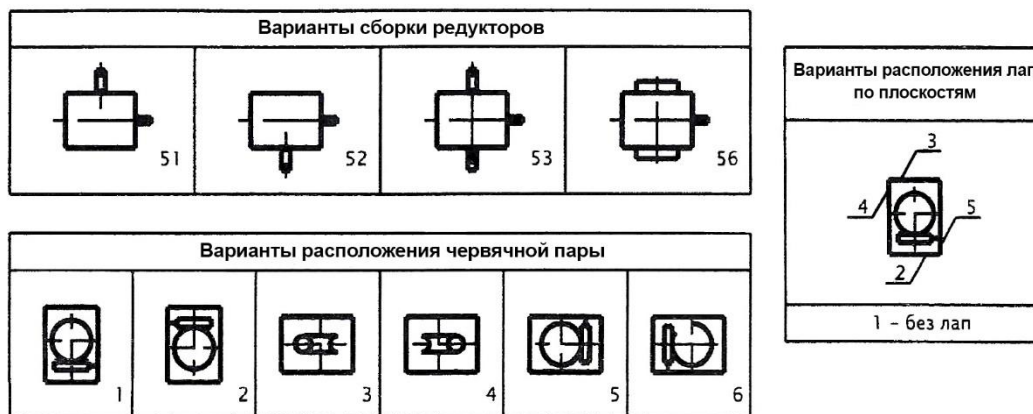 Варианты сборки редукторов
51
52
53
56
Варианты расположения червячной пары
1
2
3
4
5
6
Варианты расположения лап
по плоскостям
3
4
5
2
1 - без лап